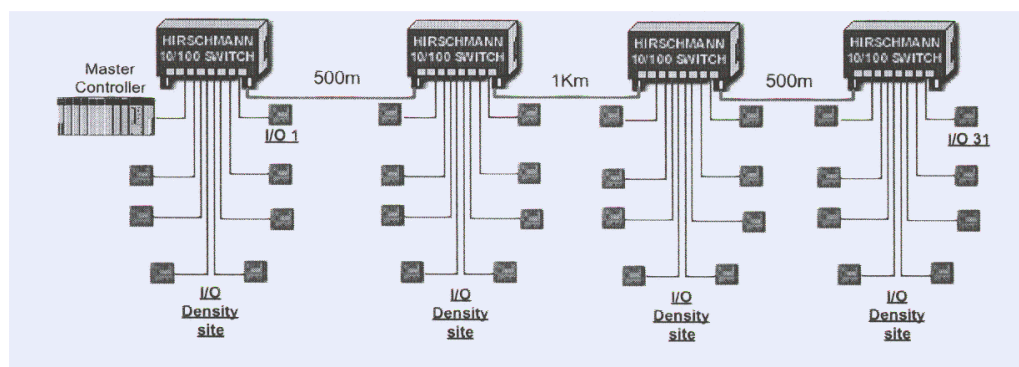 HIRSCHMANN
10/100 SWITCH
HIRSCHMANN
10/100 SWITCH
HIRSCHMANN
10/100 SWITCH
HIRSCHMANN
10/100 SWITCH
Master
Controller
500m
1Km
500m
I/O 1
I/O 31
I/O
Density
site
I/O
Density
site
I/O
Density
site
I/O
Density
site